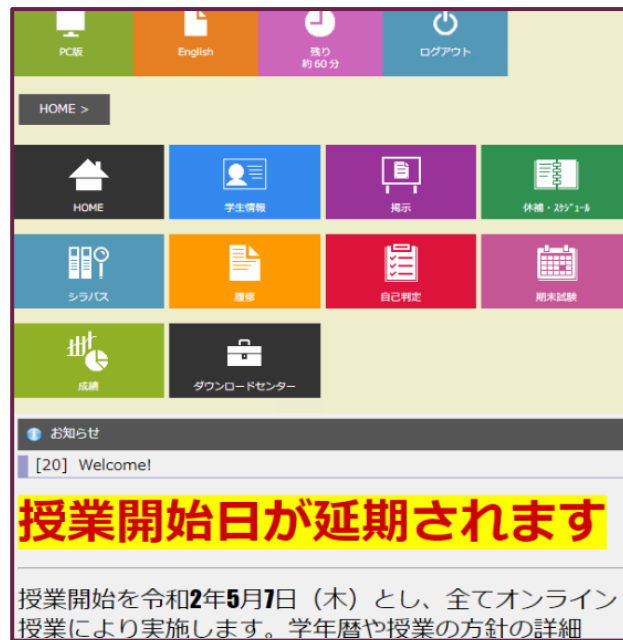 PC版
English
残り
約60分
ログアウト
HOME >
HOME
学生情報
掲示
休補・ｽｹｼﾞｭｰﾙ
シラバス
履修
自己判定
期末試験
成績
ダウンロードセンター
お知らせ
[20] Welcome!
授業開始日が延期されます
授業開始を令和2年5月7日（木）とし、全てオンライン
授業により実施します。学年暦や授業の方針の詳細